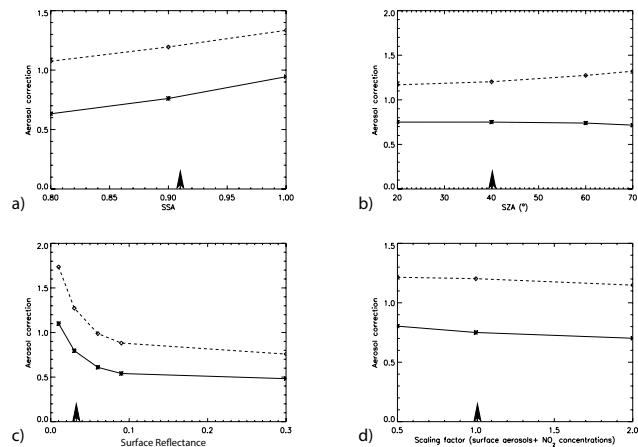 1.5
1.0
0.5
0.0
Aerosol correction
0.80 0.85 0.90 0.95 1.00
SSA
a)
1.5
1.0
0.5
0.0
Aerosol correction
20 30 40 50 60 70
SZA (°)
b)
2.0
1.5
1.0
0.5
0.0
Aerosol correction
0.0 0.1 0.2 0.3
Surface Reflectance
c)
1.5
1.0
0.5
0.0
Aerosol correction
0.5 1.0 1.5 2.0
Scaling factor (surface aerosols+ NO₂ concentrations)
d)